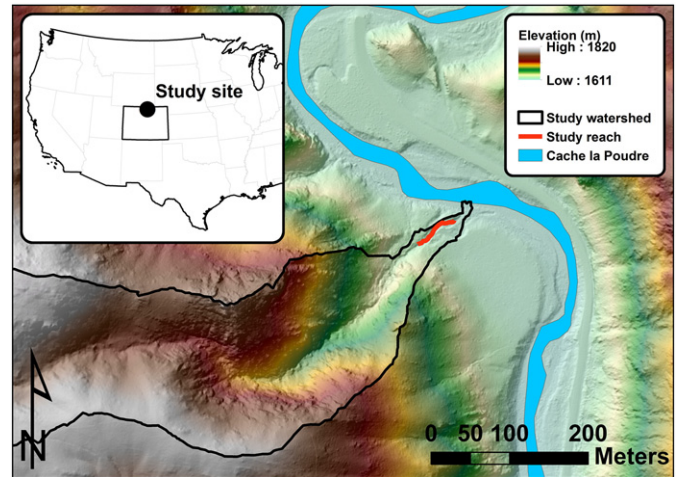 Study site
Elevation (m)
High : 1820
Low : 1611
Study watershed
Study reach
Cache la Poudre
N
0 50 100 200
Meters